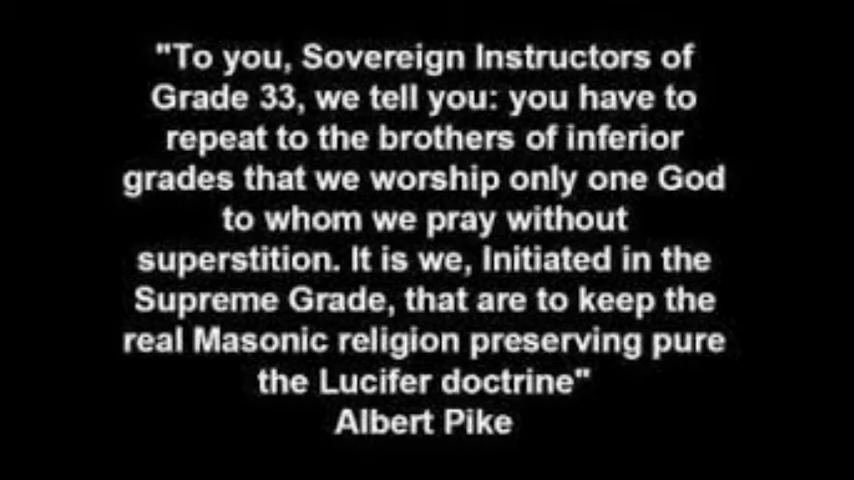 "To you, Sovereign Instructors of
Grade 33, we tell you: you have to
repeat to the brothers of inferior
grades that we worship only one God
to whom we pray without
superstition. It is we, Initiated in the
Supreme Grade, that are to keep the
real Masonic religion preserving pure
the Lucifer doctrine"
Albert Pike